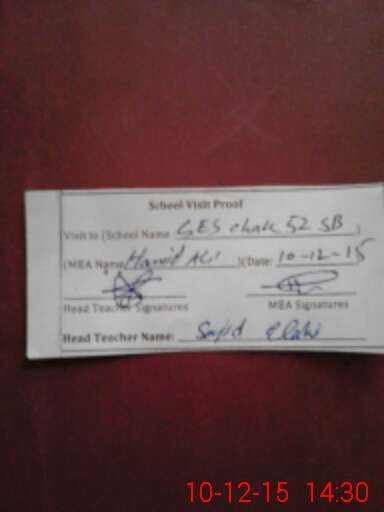 School Visit Proof
Visit to (School Name GES chak 52 SB )
(MEA Name Hamid Ali )(Date: 10-12-15
Head Teacher Signatures MEA Signatures
Head Teacher Name: Sajid Elahi
10-12-15 14:30